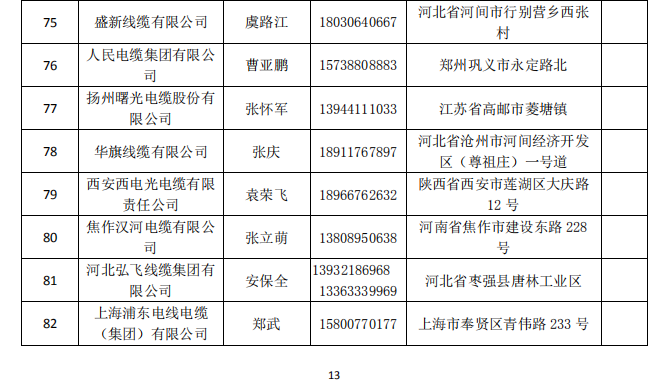 75 盛新线缆有限公司 虞路江 18030640667 河北省河间市行别营乡西张
村
76 人民电缆集团有限公
司 曹亚鹏 15738808883 郑州巩义市永定路北
77 扬州曙光电缆股份有
限公司 张怀军 13944111033 江苏省高邮市菱塘镇
78 华旗线缆有限公司 张庆 18911767897 河北省沧州市河间经济开发
区（尊祖庄）一号道
79 西安西电光电缆有限
责任公司 袁荣飞 18966762632 陕西省西安市莲湖区大庆路
12 号
80 焦作汉河电缆有限公
司 张立萌 13808950638 河南省焦作市建设东路 228
号
81 河北弘飞线缆集团有
限公司 安保全 13932186968
13363339969 河北省枣强县唐林工业区
82 上海浦东电线电缆
（集团）有限公司 郑武 15800770177 上海市奉贤区青伟路 233 号
13